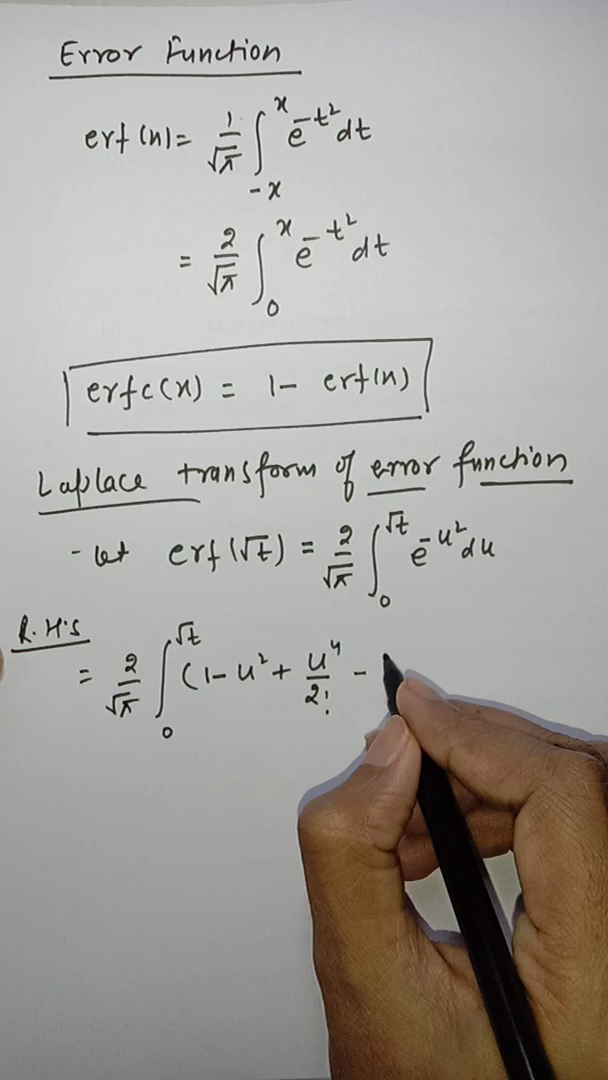 Error Function
erf(x) = 1/√π ∫_{-x}^{x} e^{-t²} dt
= 2/√π ∫_0^x e^{-t²} dt
erfc(x) = 1 - erf(x)
Laplace transform of error function
- let erf(√t) = 2/√π ∫_0^{√t} e^{-u²} du
R.H.S
= 2/√π ∫_0^{√t} (1 - u² + u⁴/2! -